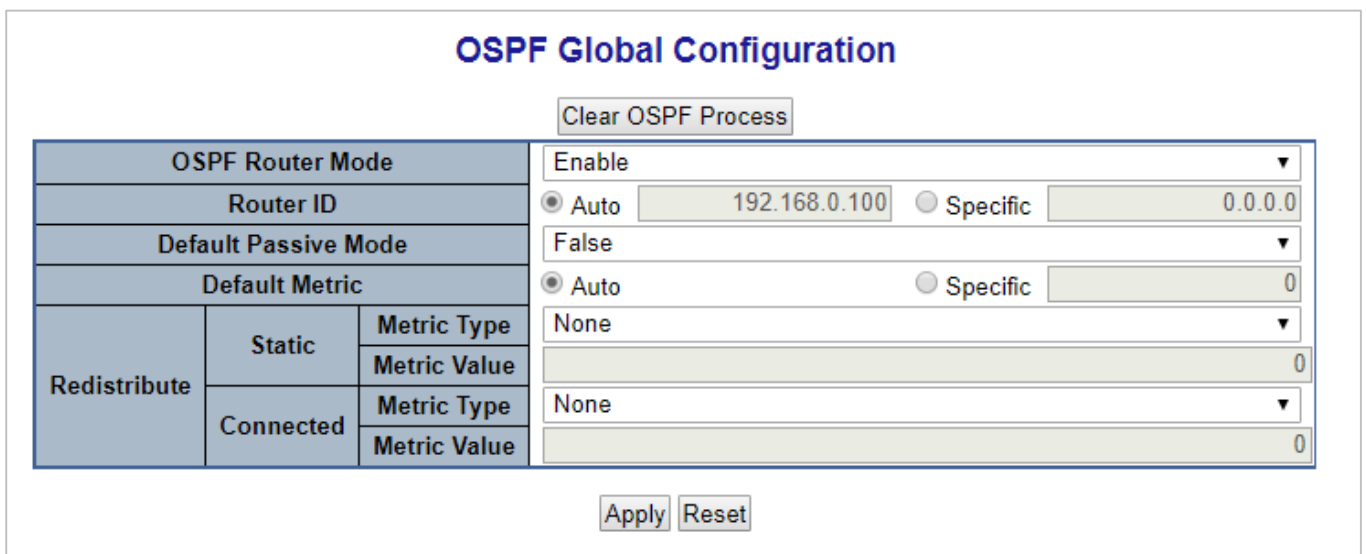 OSPF Global Configuration
Clear OSPF Process
OSPF Router Mode Enable
Router ID Auto 192.168.0.100 Specific 0.0.0.0
Default Passive Mode False
Default Metric Auto Specific 0
Redistribute Static Metric Type None
Metric Value 0
Connected Metric Type None
Metric Value 0
Apply Reset